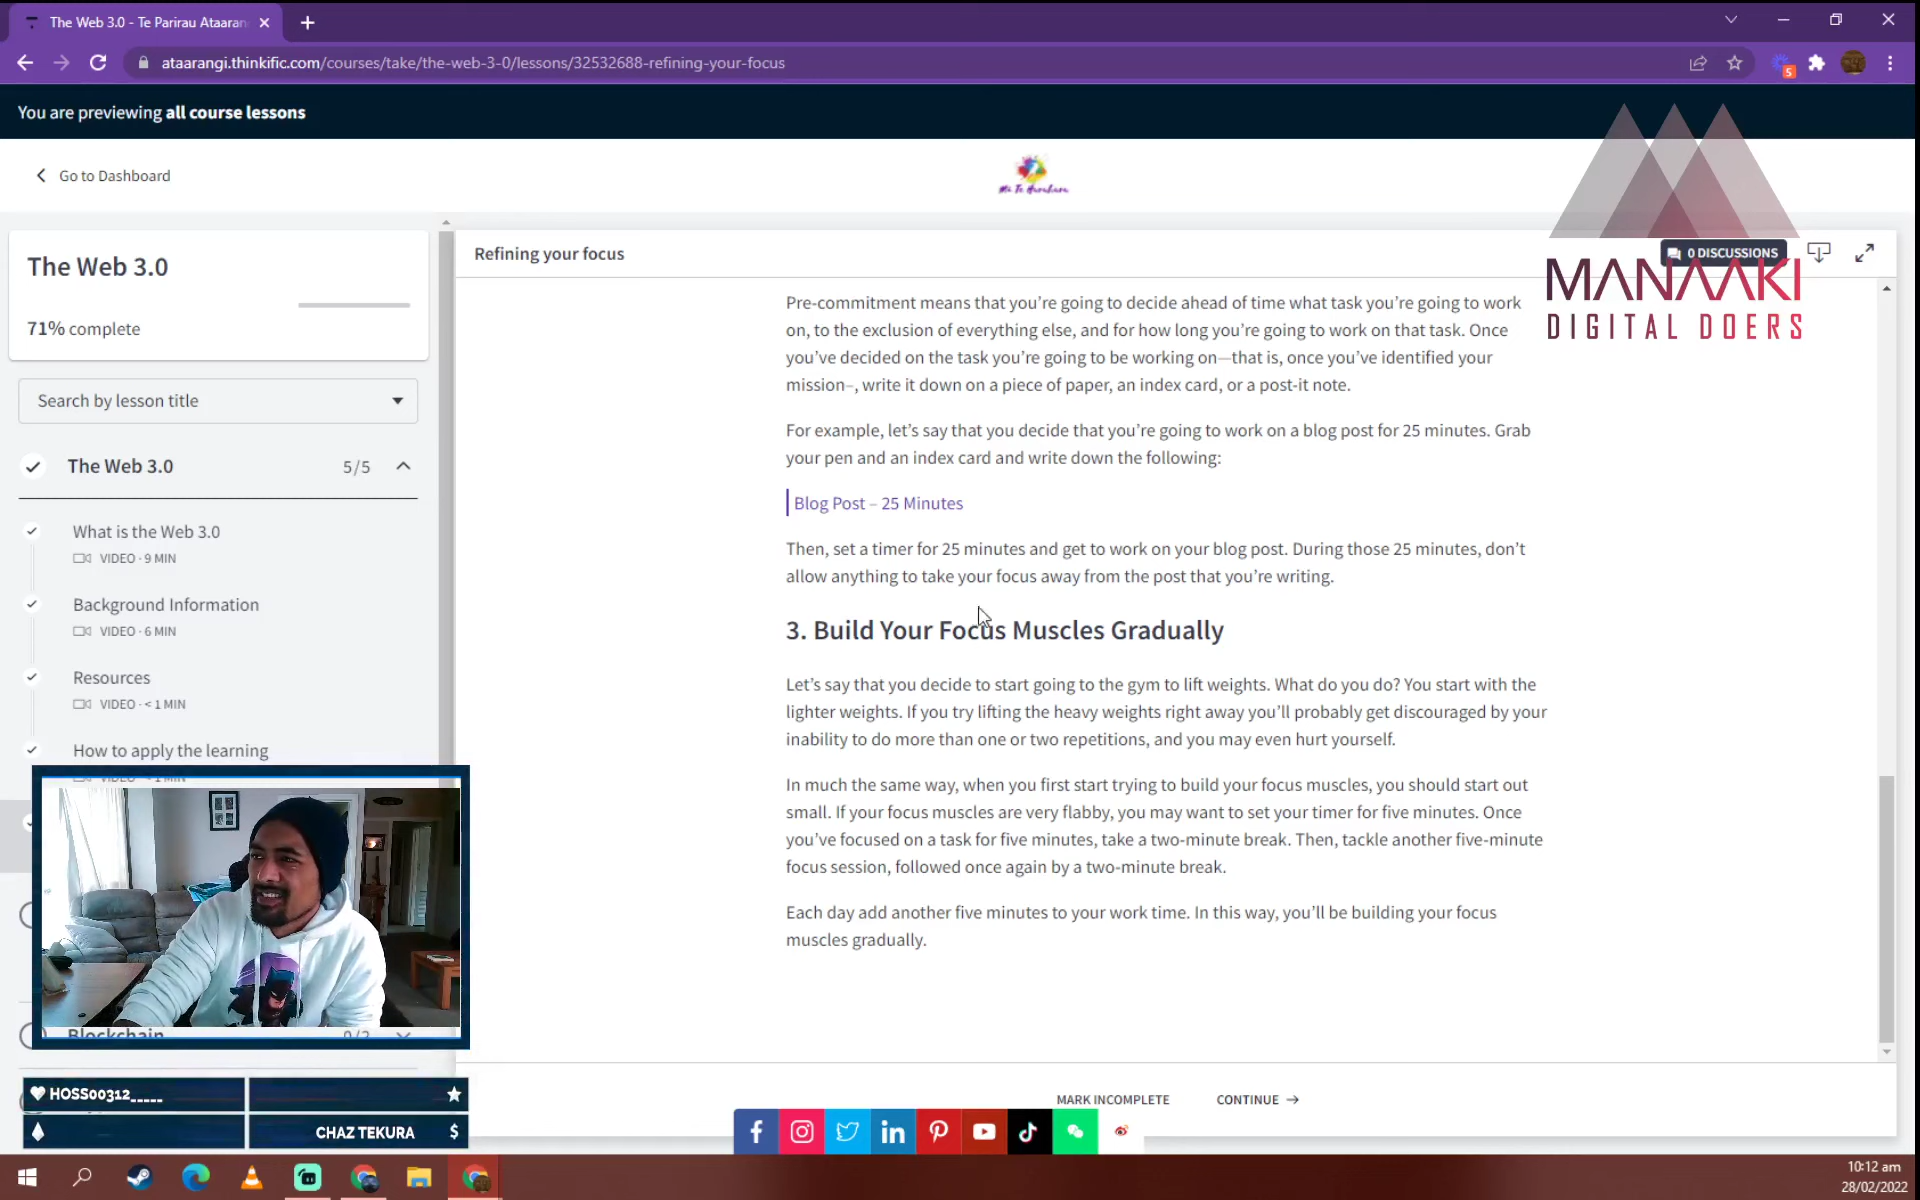 The Web 3.0 - Te Parirau Ataaran
ataarangi.thinkific.com/courses/take/the-web-3-0/lessons/32532688-refining-your-focus
5
You are previewing all course lessons
Go to Dashboard
The Web 3.0
71% complete
Search by lesson title
The Web 3.0 5/5
What is the Web 3.0
VIDEO · 9 MIN
Background Information
VIDEO · 6 MIN
Resources
VIDEO · < 1 MIN
How to apply the learning
VIDEO · < 1 MIN
Blockchain 0/2
HOSS00312_____
CHAZ TEKURA $
Refining your focus
0 DISCUSSIONS
MANAAKI
DIGITAL DOERS
Pre-commitment means that you’re going to decide ahead of time what task you’re going to work
on, to the exclusion of everything else, and for how long you’re going to work on that task. Once
you’ve decided on the task you’re going to be working on—that is, once you’ve identified your
mission–, write it down on a piece of paper, an index card, or a post-it note.
For example, let’s say that you decide that you’re going to work on a blog post for 25 minutes. Grab
your pen and an index card and write down the following:
Blog Post – 25 Minutes
Then, set a timer for 25 minutes and get to work on your blog post. During those 25 minutes, don’t
allow anything to take your focus away from the post that you’re writing.
3. Build Your Focus Muscles Gradually
Let’s say that you decide to start going to the gym to lift weights. What do you do? You start with the
lighter weights. If you try lifting the heavy weights right away you’ll probably get discouraged by your
inability to do more than one or two repetitions, and you may even hurt yourself.
In much the same way, when you first start trying to build your focus muscles, you should start out
small. If your focus muscles are very flabby, you may want to set your timer for five minutes. Once
you’ve focused on a task for five minutes, take a two-minute break. Then, tackle another five-minute
focus session, followed once again by a two-minute break.
Each day add another five minutes to your work time. In this way, you’ll be building your focus
muscles gradually.
MARK INCOMPLETE CONTINUE →
10:12 am
28/02/2022